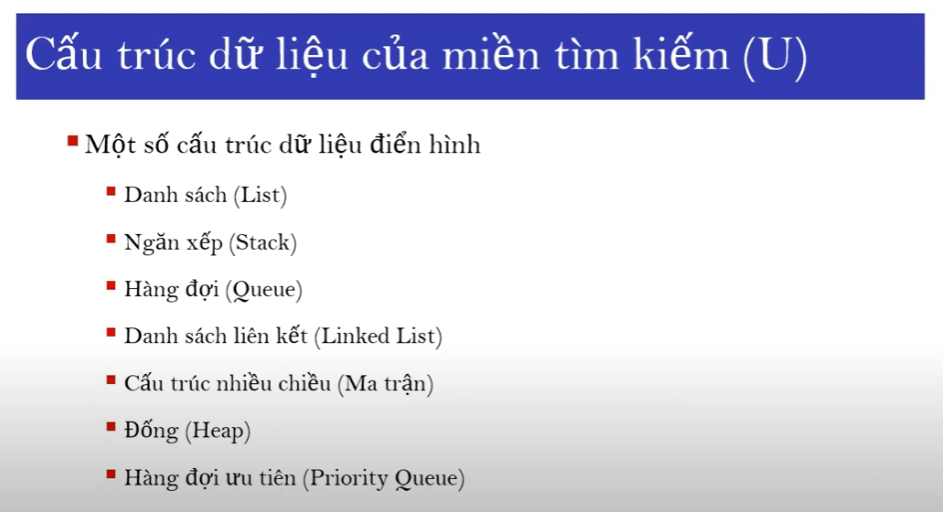 Cấu trúc dữ liệu của miền tìm kiếm (U)
Một số cấu trúc dữ liệu điển hình
Danh sách (List)
Ngăn xếp (Stack)
Hàng đợi (Queue)
Danh sách liên kết (Linked List)
Cấu trúc nhiều chiều (Ma trận)
Đống (Heap)
Hàng đợi ưu tiên (Priority Queue)